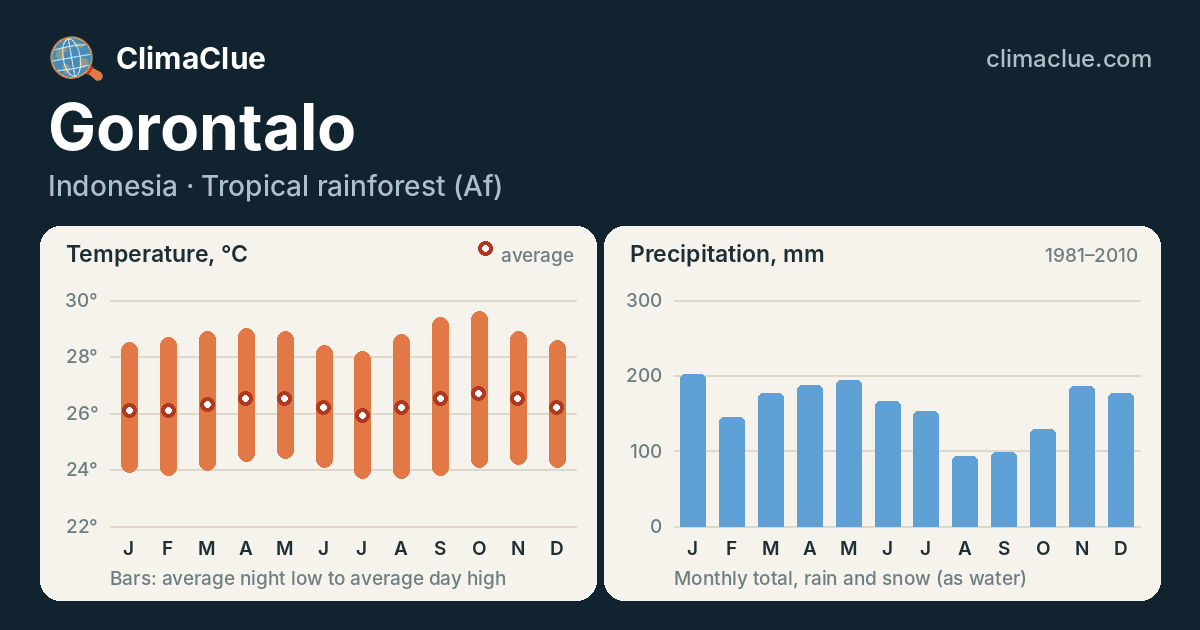 ClimaClue
climaclue.com
Gorontalo
Indonesia · Tropical rainforest (Af)
Temperature, °C
average
30°
28°
26°
24°
22°
J F M A M J J A S O N D
Bars: average night low to average day high
Precipitation, mm
1981–2010
300
200
100
0
J F M A M J J A S O N D
Monthly total, rain and snow (as water)